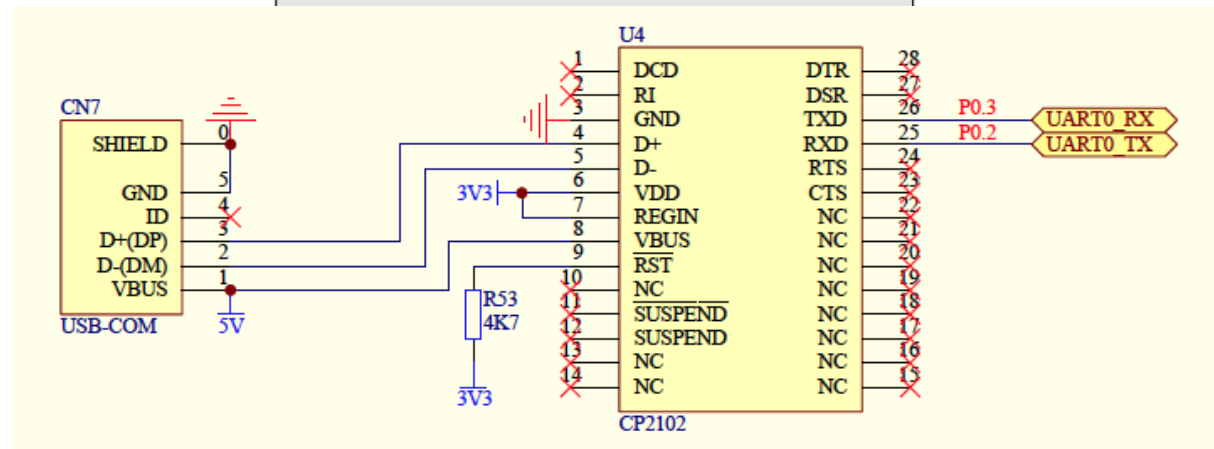 U4
CN7
SHIELD 0
GND 5
ID 4
D+(DP) 3
D-(DM) 2
VBUS 1
USB-COM
5V
3V3
R53
4K7
3V3
1 DCD DTR 28
2 RI DSR 27
3 GND TXD 26 P0.3 UART0_RX
4 D+ RXD 25 P0.2 UART0_TX
5 D- RTS 24
6 VDD CTS 23
7 REGIN NC 22
8 VBUS NC 21
9 RST NC 20
10 NC NC 19
11 SUSPEND NC 18
12 SUSPEND NC 17
13 NC NC 16
14 NC NC 15
CP2102